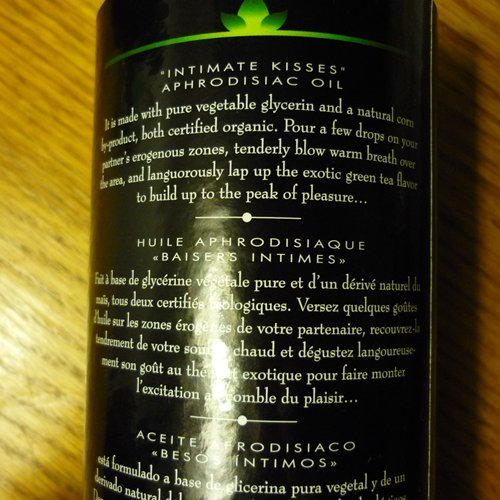 "INTIMATE KISSES"
APHRODISIAC OIL
It is made with pure vegetable glycerin and a natural corn
by-product, both certified organic. Pour a few drops on your
partner's erogenous zones, tenderly blow warm breath over
the area, and languorously lap up the exotic green tea flavor
to build up to the peak of pleasure...
HUILE APHRODISIAQUE
«BAISERS INTIMES»
Fait à base de glycérine végétale pure et d'un dérivé naturel du
maïs, tous deux certifiés biologiques. Versez quelques goûtes
d'huile sur les zones érogènes de votre partenaire, recouvrez-la
tendrement de votre souffle chaud et dégustez langoureuse-
ment son goût au thé vert exotique pour faire monter
l'excitation au comble du plaisir...
ACEITE AFRODISIACO
«BESOS INTIMOS»
está formulado a base de glicerina pura vegetal y de un
derivado natural del